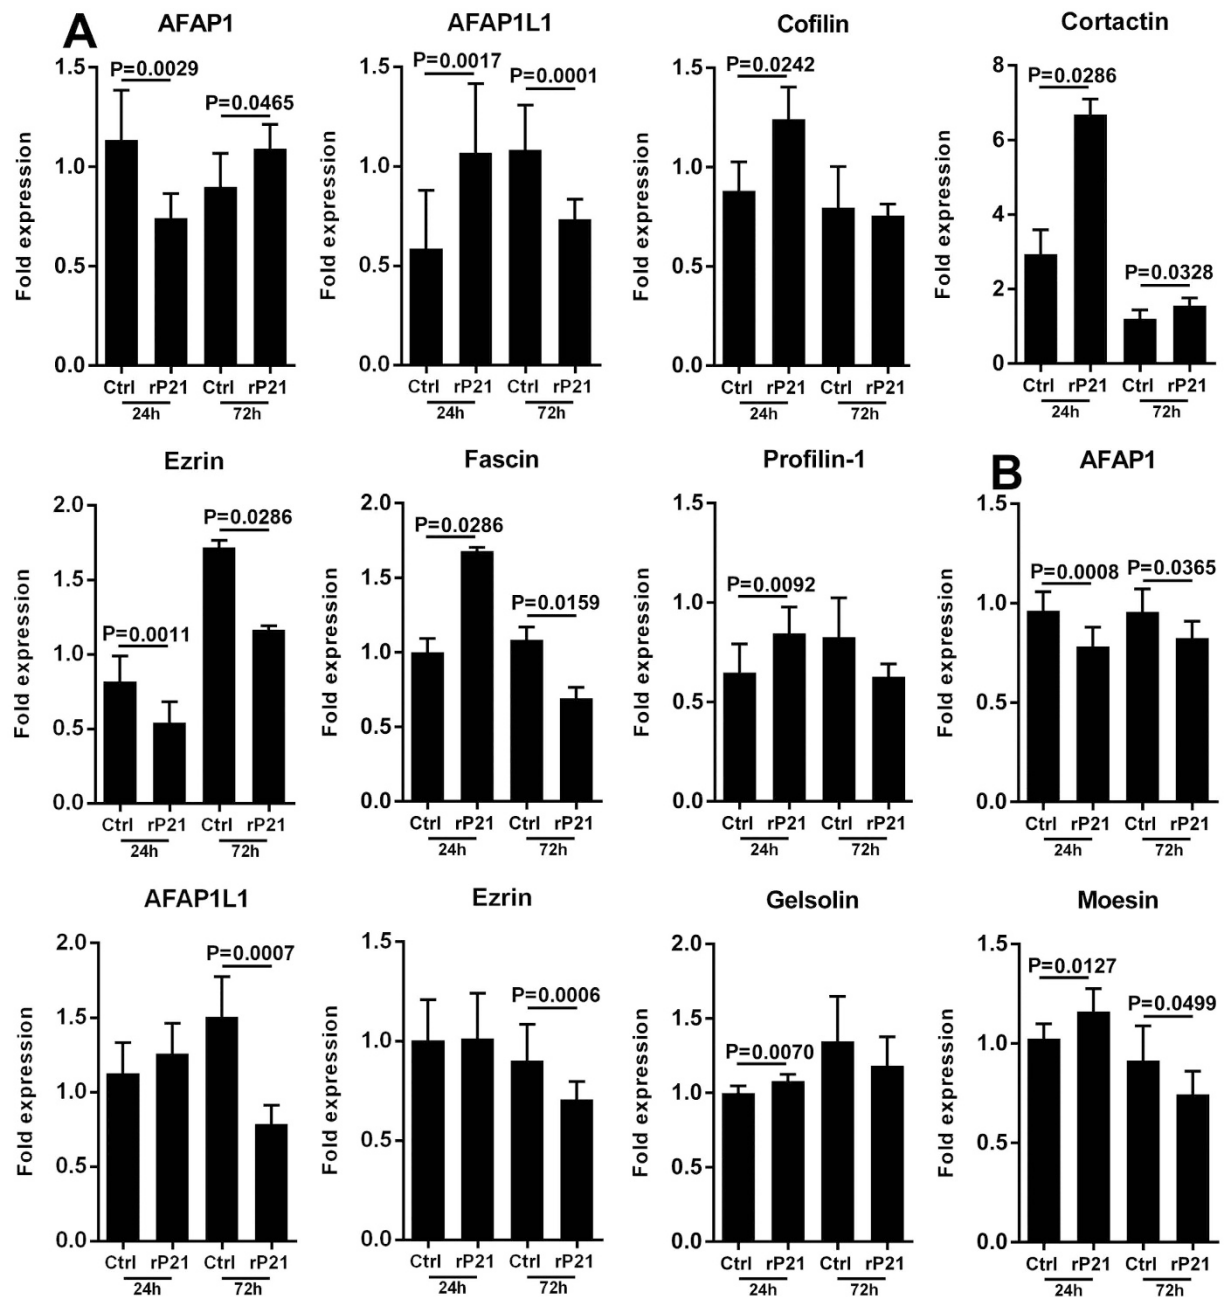 A
AFAP1
P=0.0029
P=0.0465
1.5
1.0
0.5
0.0
Fold expression
Ctrl rP21 Ctrl rP21
24h 72h
AFAP1L1
P=0.0017
P=0.0001
1.5
1.0
0.5
0.0
Fold expression
Ctrl rP21 Ctrl rP21
24h 72h
Cofilin
P=0.0242
1.5
1.0
0.5
0.0
Fold expression
Ctrl rP21 Ctrl rP21
24h 72h
Cortactin
P=0.0286
P=0.0328
8
6
4
2
0
Fold expression
Ctrl rP21 Ctrl rP21
24h 72h
Ezrin
P=0.0286
P=0.0011
2.0
1.5
1.0
0.5
0.0
Fold expression
Ctrl rP21 Ctrl rP21
24h 72h
Fascin
P=0.0286
P=0.0159
2.0
1.5
1.0
0.5
0.0
Fold expression
Ctrl rP21 Ctrl rP21
24h 72h
Profilin-1
P=0.0092
1.5
1.0
0.5
0.0
Fold expression
Ctrl rP21 Ctrl rP21
24h 72h
B
AFAP1
P=0.0008
P=0.0365
1.5
1.0
0.5
0.0
Fold expression
Ctrl rP21 Ctrl rP21
24h 72h
AFAP1L1
P=0.0007
2.0
1.5
1.0
0.5
0.0
Fold expression
Ctrl rP21 Ctrl rP21
24h 72h
Ezrin
P=0.0006
1.5
1.0
0.5
0.0
Fold expression
Ctrl rP21 Ctrl rP21
24h 72h
Gelsolin
P=0.0070
2.0
1.5
1.0
0.5
0.0
Fold expression
Ctrl rP21 Ctrl rP21
24h 72h
Moesin
P=0.0127
P=0.0499
1.5
1.0
0.5
0.0
Fold expression
Ctrl rP21 Ctrl rP21
24h 72h